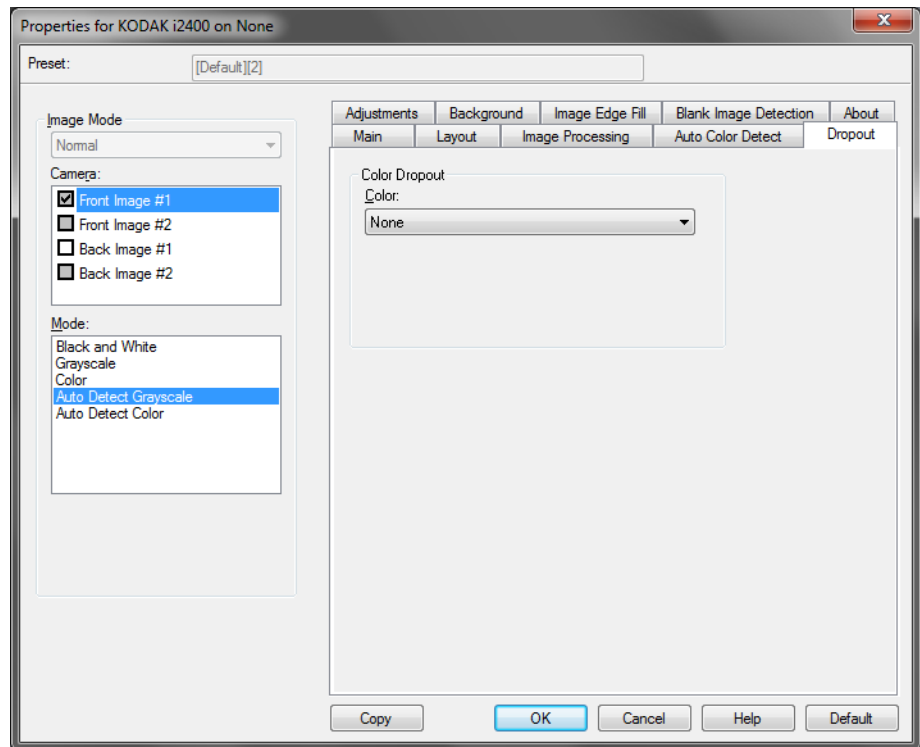 Properties for KODAK i2400 on None
Preset:
[Default][2]
Image Mode
Normal
Camera:
Front Image #1
Front Image #2
Back Image #1
Back Image #2
Mode:
Black and White
Grayscale
Color
Auto Detect Grayscale
Auto Detect Color
Adjustments Background Image Edge Fill Blank Image Detection About
Main Layout Image Processing Auto Color Detect Dropout
Color Dropout
Color:
None
Copy OK Cancel Help Default